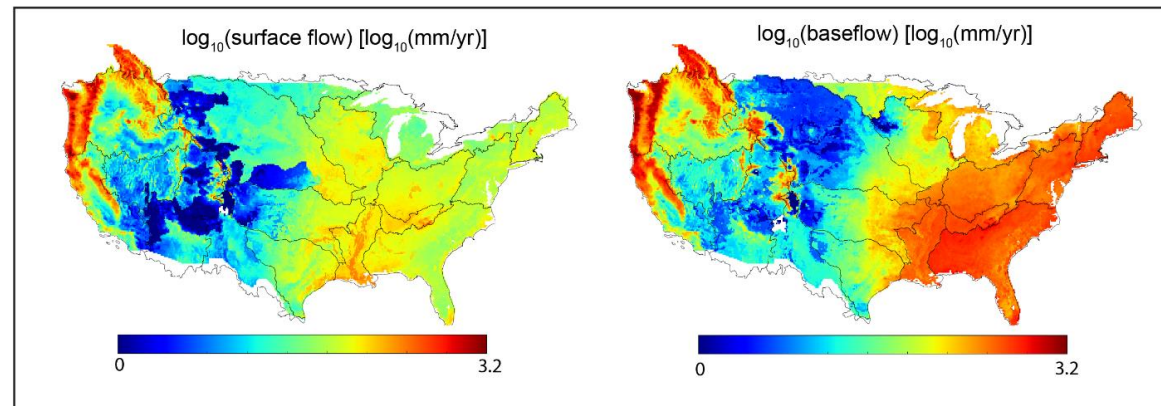 log₁₀(surface flow) [log₁₀(mm/yr)]
0 3.2
log₁₀(baseflow) [log₁₀(mm/yr)]
0 3.2